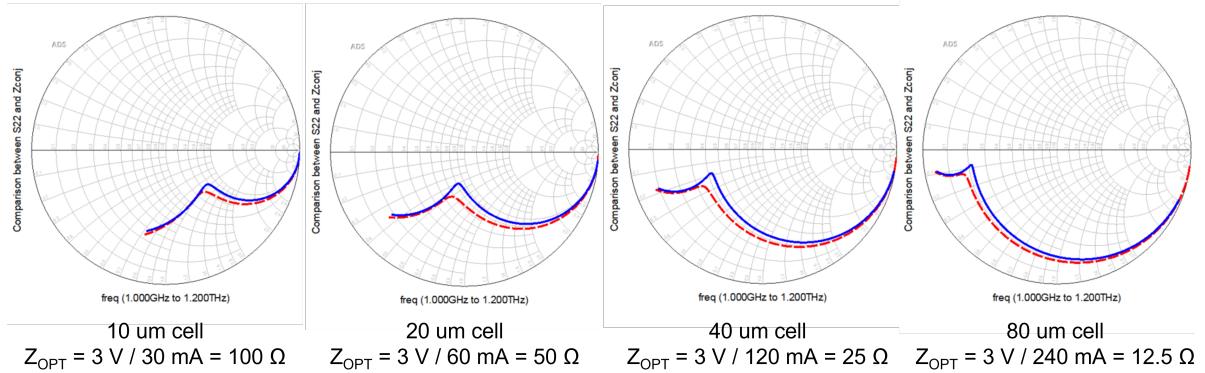 Comparison between S22 and Zconj
ADS
freq (1.000GHz to 1.200THz)
10 um cell
Z_OPT = 3 V / 30 mA = 100 Ω
Comparison between S22 and Zconj
ADS
freq (1.000GHz to 1.200THz)
20 um cell
Z_OPT = 3 V / 60 mA = 50 Ω
Comparison between S22 and Zconj
ADS
freq (1.000GHz to 1.200THz)
40 um cell
Z_OPT = 3 V / 120 mA = 25 Ω
Comparison between S22 and Zconj
ADS
freq (1.000GHz to 1.200THz)
80 um cell
Z_OPT = 3 V / 240 mA = 12.5 Ω